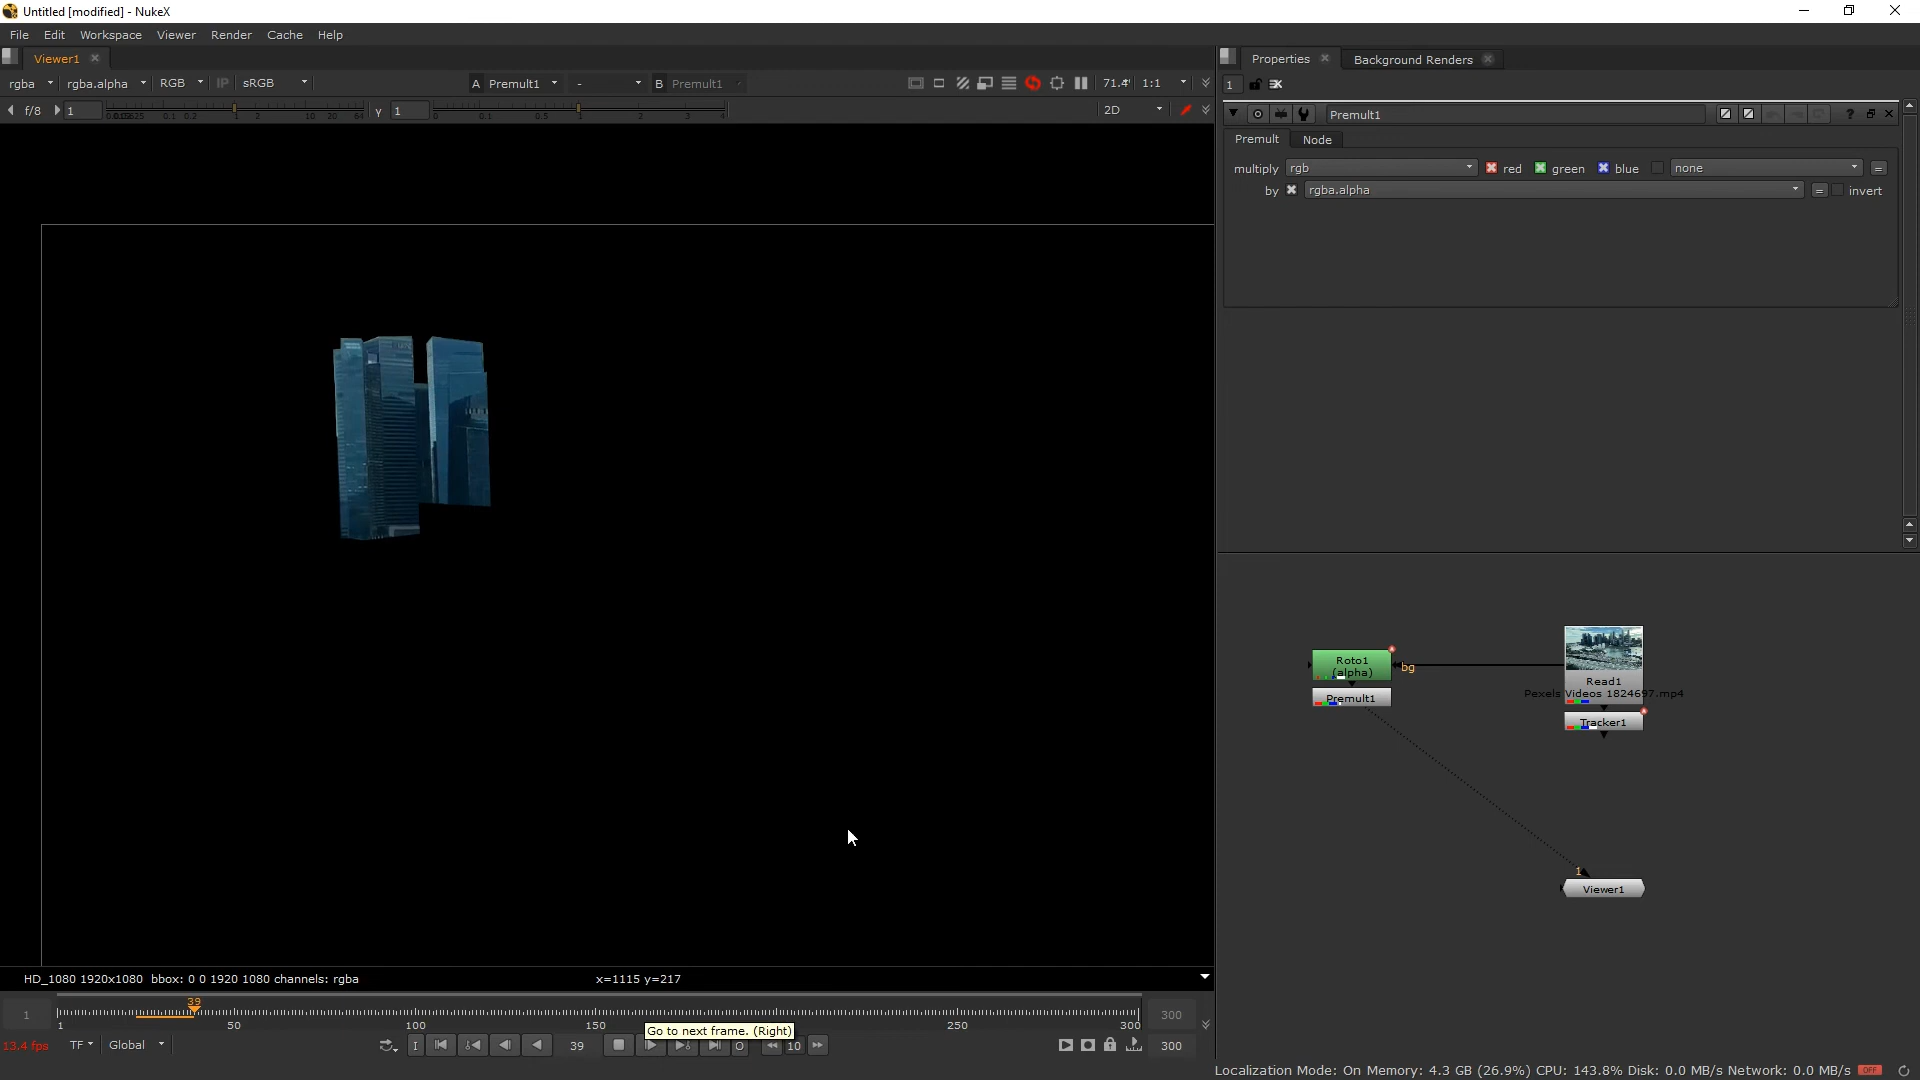 Untitled [modified] - NukeX
File Edit Workspace Viewer Render Cache Help
Viewer1
rgba rgba.alpha RGB IP sRGB A Premult1 - B Premult1 71.4 1:1
f/8 1 γ 1 2D
Properties
Background Renders
1
Premult1
Premult Node
multiply rgb red green blue none =
by rgba.alpha = invert
Roto1
(alpha)
bg
Premult1
Read1
Pexels Videos 1824697.mp4
Tracker1
1
Viewer1
HD_1080 1920x1080 bbox: 0 0 1920 1080 channels: rgba x=1115 y=217
39
1 300
1 50 100 150 250 300
Go to next frame. (Right)
13.4 fps TF Global I 39 O 10 300
Localization Mode: On Memory: 4.3 GB (26.9%) CPU: 143.8% Disk: 0.0 MB/s Network: 0.0 MB/s OFF